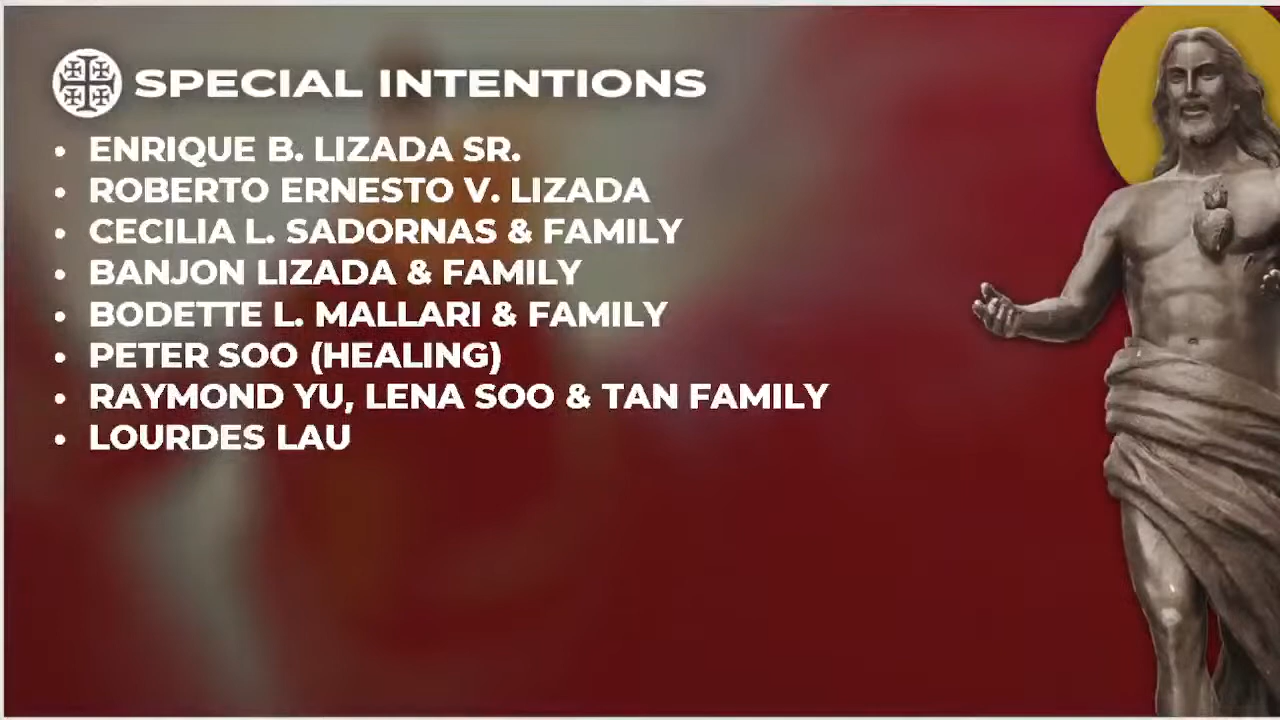 SPECIAL INTENTIONS
• ENRIQUE B. LIZADA SR.
• ROBERTO ERNESTO V. LIZADA
• CECILIA L. SADORNAS & FAMILY
• BANJON LIZADA & FAMILY
• BODETTE L. MALLARI & FAMILY
• PETER SOO (HEALING)
• RAYMOND YU, LENA SOO & TAN FAMILY
• LOURDES LAU